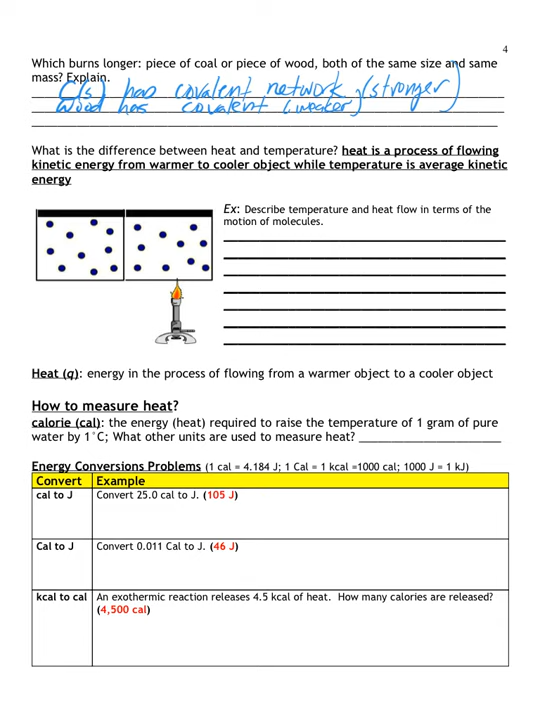 4
Which burns longer: piece of coal or piece of wood, both of the same size and same
mass? Explain.
C(s) has covalent network (stronger)
Wood has covalent (weaker)
What is the difference between heat and temperature? heat is a process of flowing
kinetic energy from warmer to cooler object while temperature is average kinetic
energy
Ex: Describe temperature and heat flow in terms of the
motion of molecules.
Heat (q): energy in the process of flowing from a warmer object to a cooler object
How to measure heat?
calorie (cal): the energy (heat) required to raise the temperature of 1 gram of pure
water by 1˚C; What other units are used to measure heat? ____________________
Energy Conversions Problems (1 cal = 4.184 J; 1 Cal = 1 kcal =1000 cal; 1000 J = 1 kJ)
Convert Example
cal to J Convert 25.0 cal to J. (105 J)
Cal to J Convert 0.011 Cal to J. (46 J)
kcal to cal An exothermic reaction releases 4.5 kcal of heat. How many calories are released?
(4,500 cal)